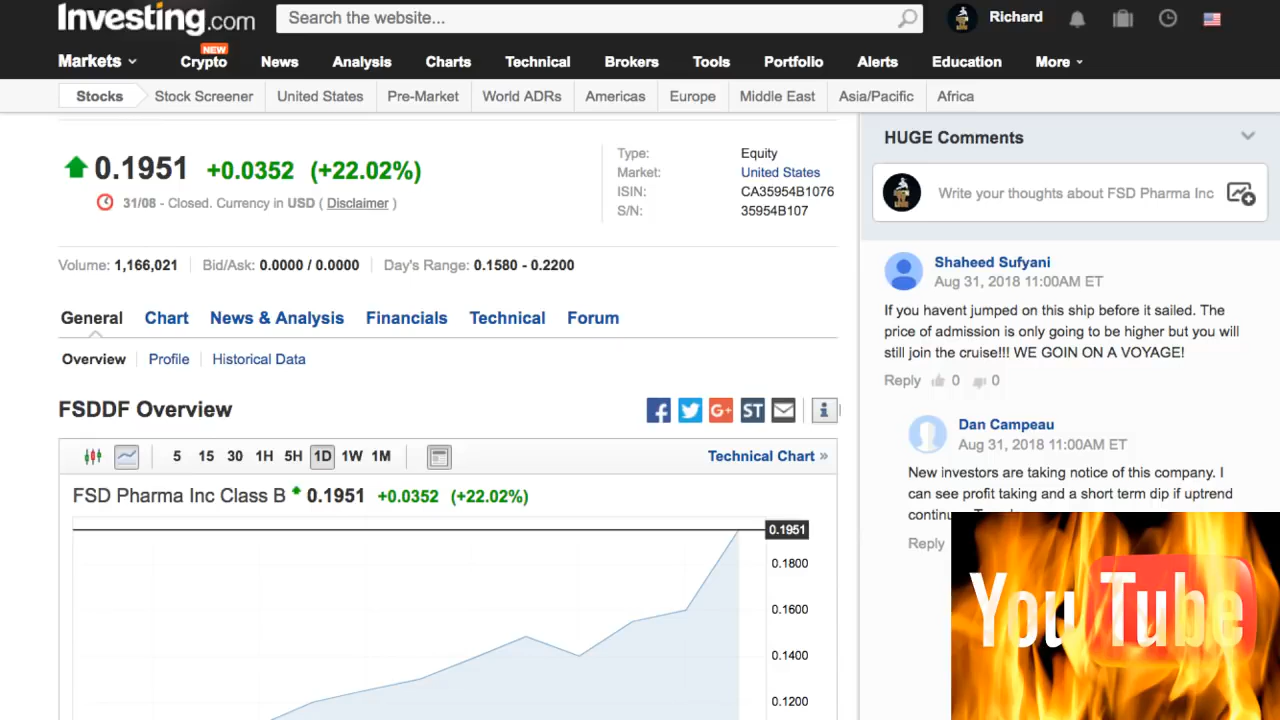 Investing.com
Search the website...
Richard
Markets
NEW
Crypto
News
Analysis
Charts
Technical
Brokers
Tools
Portfolio
Alerts
Education
More
Stocks
Stock Screener
United States
Pre-Market
World ADRs
Americas
Europe
Middle East
Asia/Pacific
Africa
0.1951 +0.0352 (+22.02%)
31/08 - Closed. Currency in USD ( Disclaimer )
Type: Equity
Market: United States
ISIN: CA35954B1076
S/N: 35954B107
Volume: 1,166,021
Bid/Ask: 0.0000 / 0.0000
Day's Range: 0.1580 - 0.2200
General
Chart
News & Analysis
Financials
Technical
Forum
Overview
Profile
Historical Data
FSDDF Overview
G+
ST
i
5 15 30 1H 5H 1D 1W 1M
Technical Chart »
FSD Pharma Inc Class B 0.1951 +0.0352 (+22.02%)
0.1951
0.1800
0.1600
0.1400
0.1200
HUGE Comments
Write your thoughts about FSD Pharma Inc
Shaheed Sufyani
Aug 31, 2018 11:00AM ET
If you havent jumped on this ship before it sailed. The
price of admission is only going to be higher but you will
still join the cruise!!! WE GOIN ON A VOYAGE!
Reply 0 0
Dan Campeau
Aug 31, 2018 11:00AM ET
New investors are taking notice of this company. I
can see profit taking and a short term dip if uptrend
Reply
YouTube